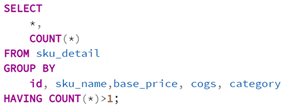 SELECT
*,
COUNT(*)
FROM sku_detail
GROUP BY
id, sku_name,base_price, cogs, category
HAVING COUNT(*)>1;